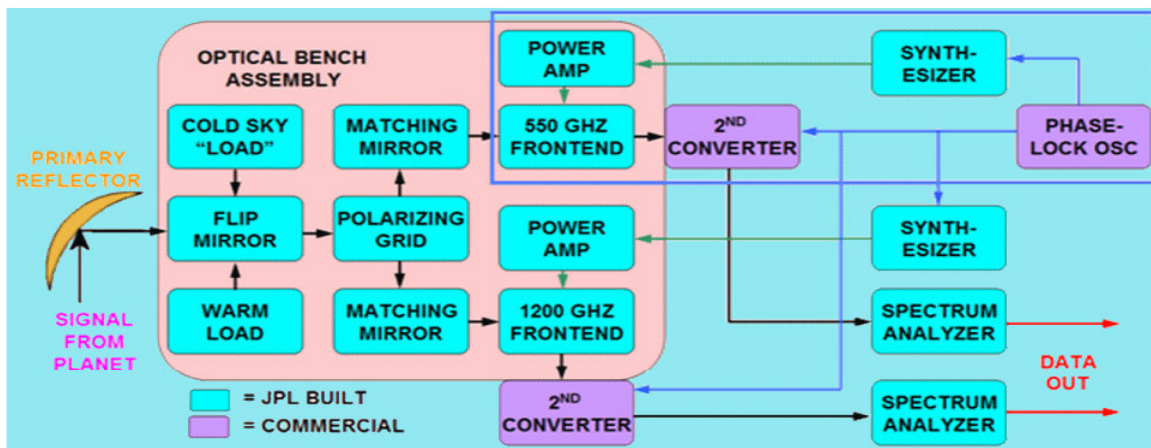 OPTICAL BENCH
ASSEMBLY
POWER
AMP
SYNTH-
ESIZER
COLD SKY
“LOAD”
MATCHING
MIRROR
550 GHZ
FRONTEND
2ND
CONVERTER
PHASE-
LOCK OSC
PRIMARY
REFLECTOR
FLIP
MIRROR
POLARIZING
GRID
POWER
AMP
SYNTH-
ESIZER
SIGNAL
FROM
PLANET
WARM
LOAD
MATCHING
MIRROR
1200 GHZ
FRONTEND
SPECTRUM
ANALYZER
DATA
OUT
= JPL BUILT
= COMMERCIAL
2ND
CONVERTER
SPECTRUM
ANALYZER